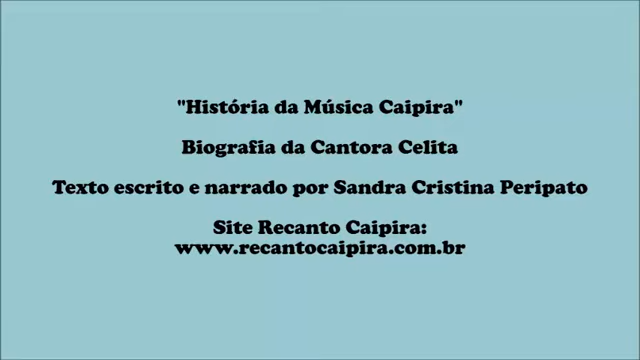 "História da Música Caipira"
Biografia da Cantora Celita
Texto escrito e narrado por Sandra Cristina Peripato
Site Recanto Caipira:
www.recantocaipira.com.br